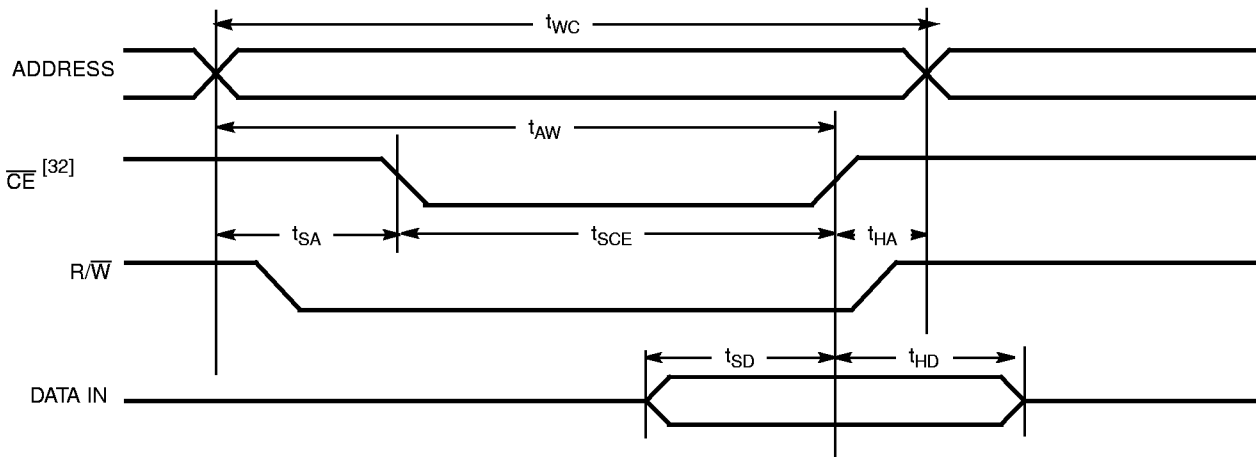 tWC
ADDRESS
tAW
CE [32]
tSA tSCE tHA
R/W
tSD tHD
DATA IN